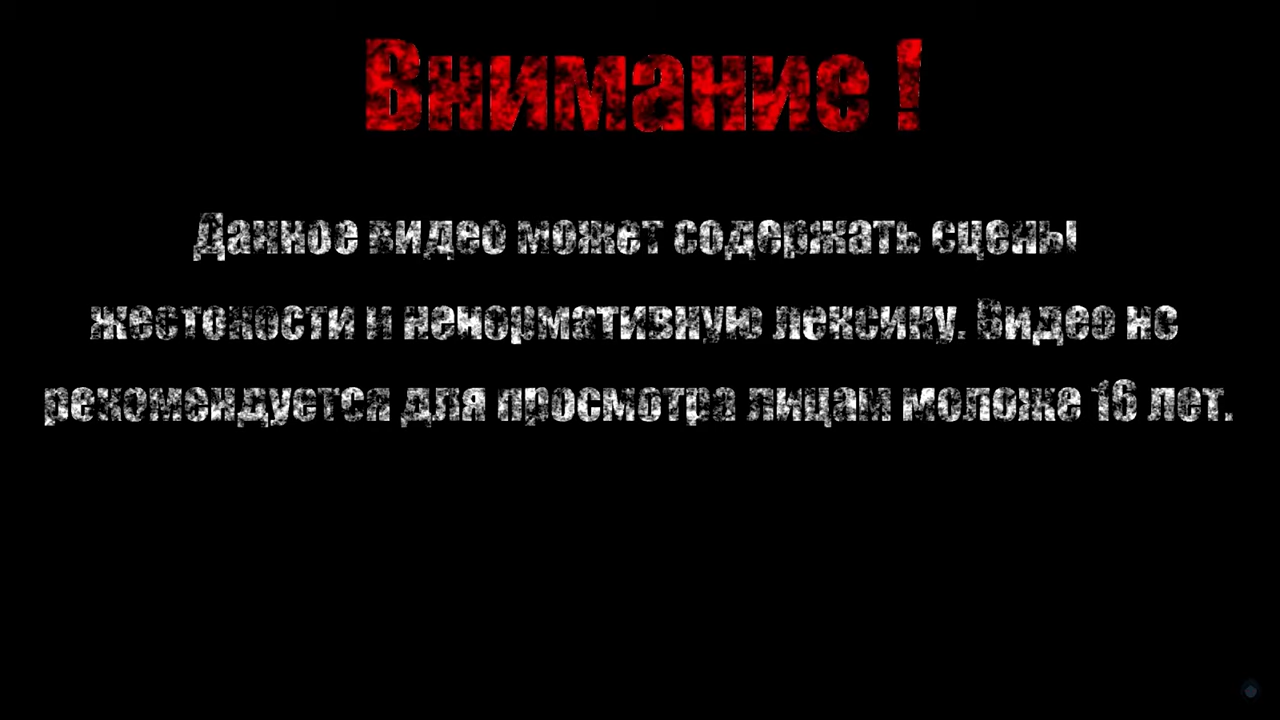 Внимание !
Данное видео может содержать сцены
жестокости и ненормативную лексику. Видео не
рекомендуется для просмотра лицам моложе 16 лет.